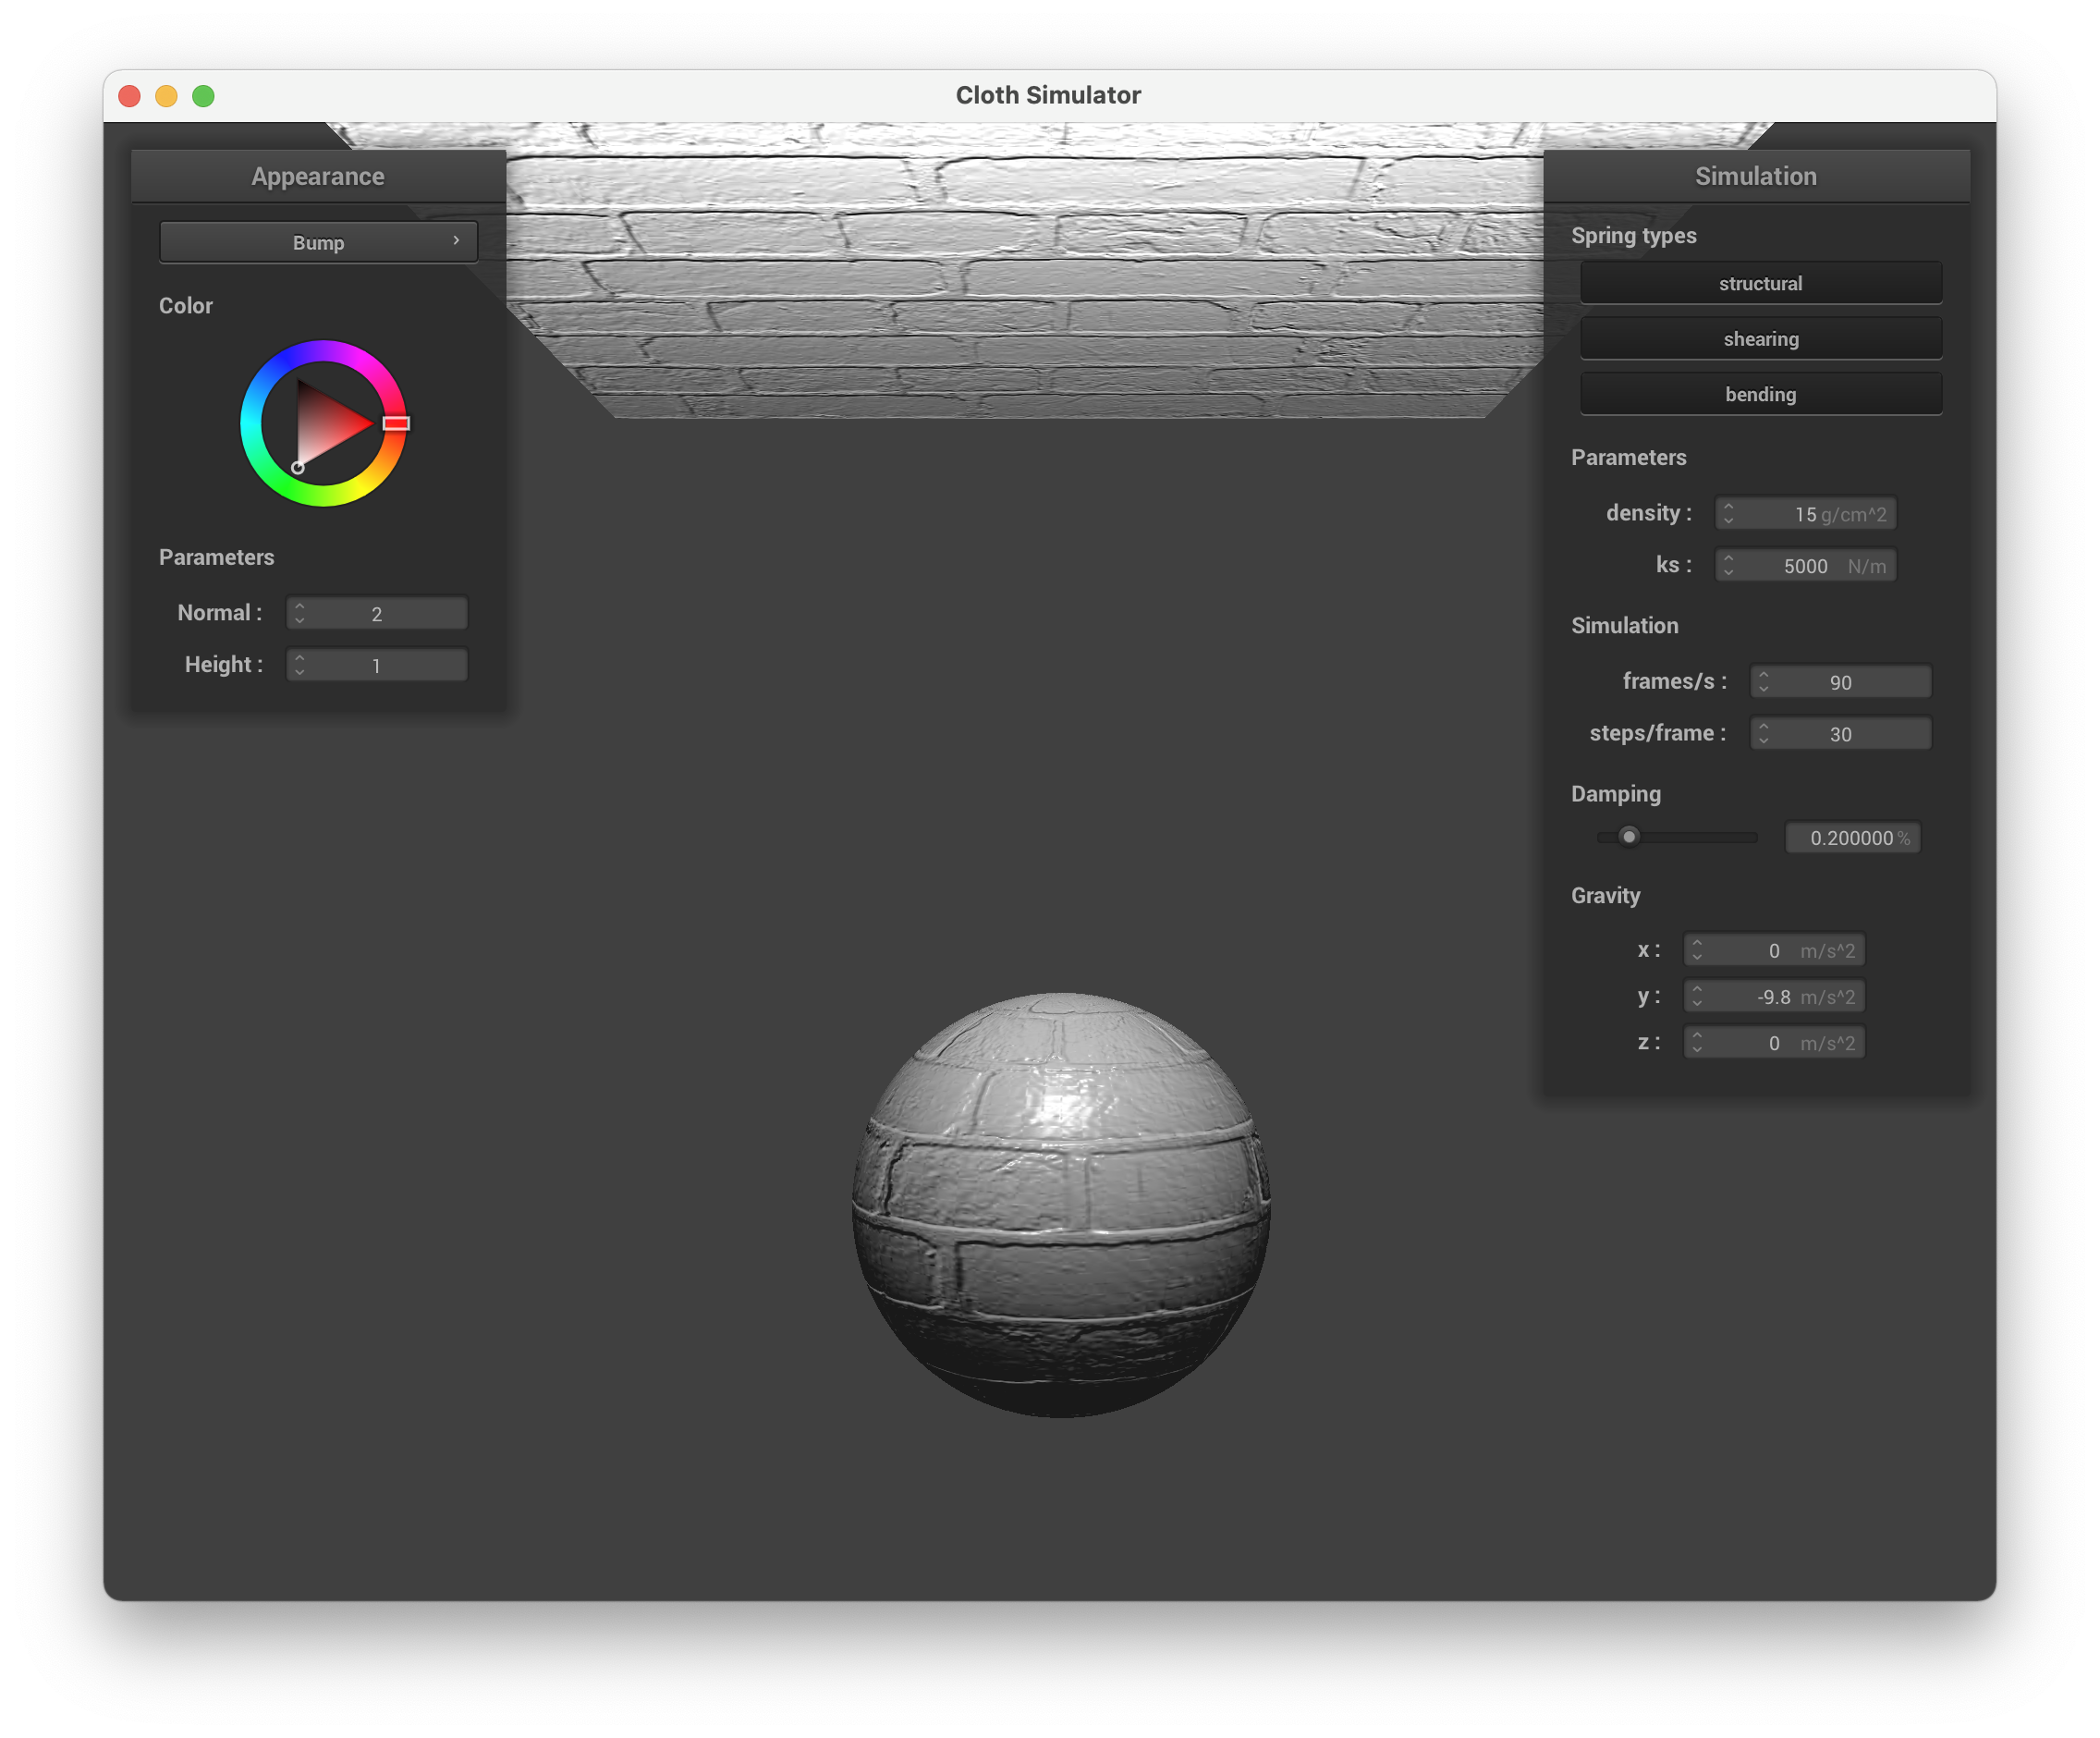 Cloth Simulator
Appearance
Bump
Color
Parameters
Normal : 2
Height : 1
Simulation
Spring types
structural
shearing
bending
Parameters
density : 15 g/cm^2
ks : 5000 N/m
Simulation
frames/s : 90
steps/frame : 30
Damping
0.200000 %
Gravity
x : 0 m/s^2
y : -9.8 m/s^2
z : 0 m/s^2